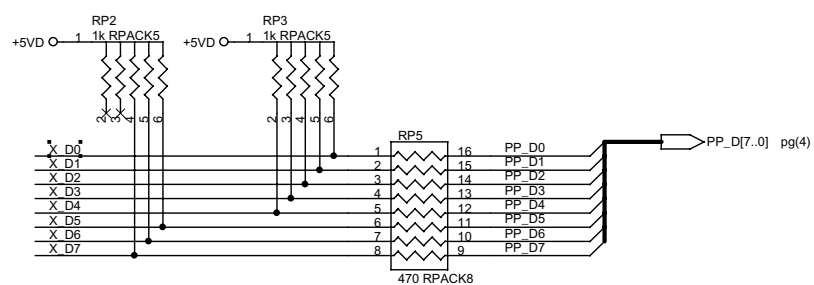 RP2
RP3
+5VD 1 1k RPACK5
+5VD 1 1k RPACK5
2 3 4 5 6
2 3 4 5 6
RP5
X_D0 1 16 PP_D0
X_D1 2 15 PP_D1
X_D2 3 14 PP_D2
X_D3 4 13 PP_D3
X_D4 5 12 PP_D4
X_D5 6 11 PP_D5
X_D6 7 10 PP_D6
X_D7 8 9 PP_D7
PP_D[7..0] pg(4)
470 RPACK8